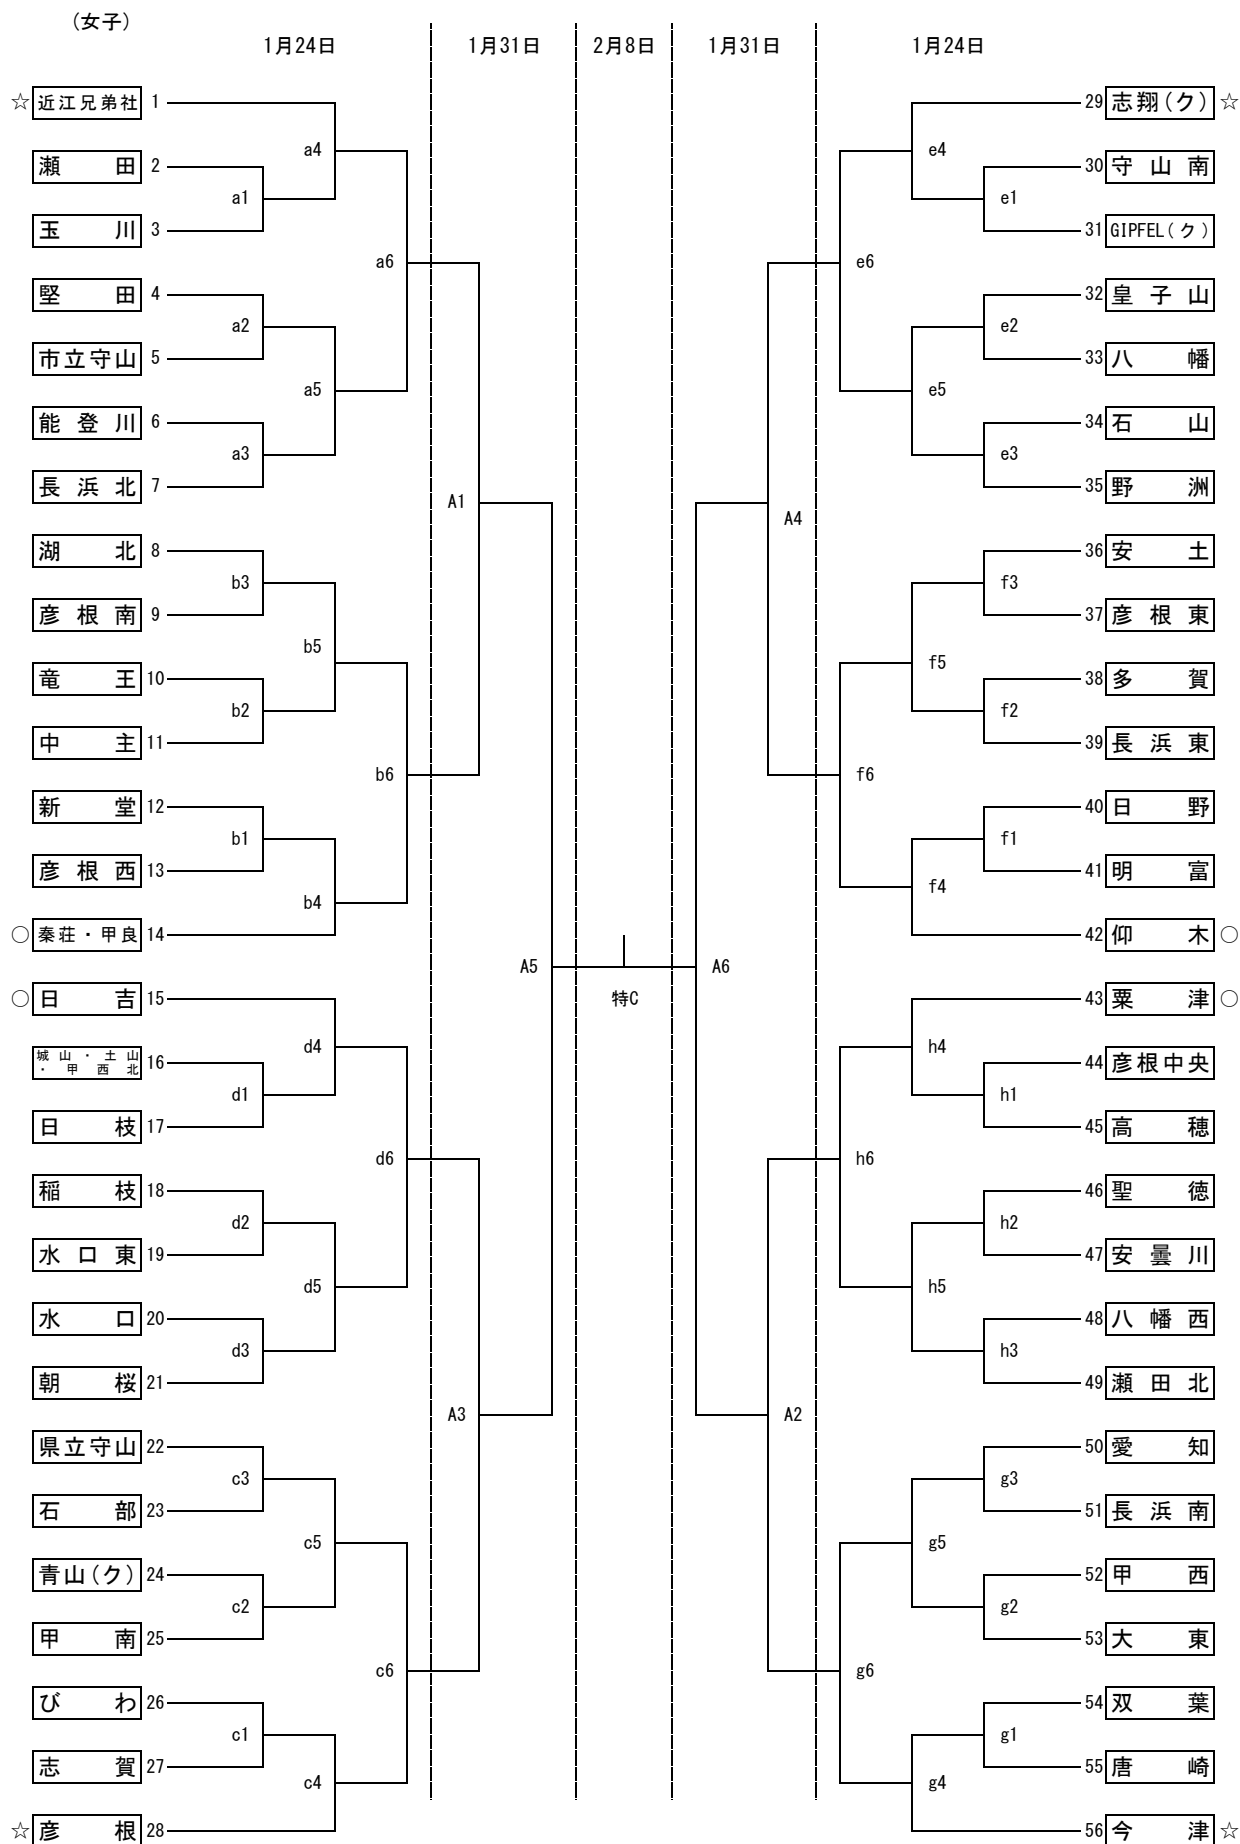 (女子)
1月24日 1月31日 2月8日 1月31日 1月24日
☆ 近江兄弟社 1
瀬田 2
玉川 3
堅田 4
市立守山 5
能登川 6
長浜北 7
湖北 8
彦根南 9
竜王 10
中主 11
新堂 12
彦根西 13
○ 秦荘・甲良 14
○ 日吉 15
城山・土山
・甲西北 16
日枝 17
稲枝 18
水口東 19
水口 20
朝桜 21
県立守山 22
石部 23
青山(ク) 24
甲南 25
びわ 26
志賀 27
☆ 彦根 28
a4
a1
a6
a2
a5
a3
A1
b3
b5
b2
b6
b1
b4
A5
d4
d1
d6
d2
d5
d3
A3
c3
c5
c2
c6
c1
c4
特C
A6
A4
A2
e4
e1
e6
e2
e5
e3
f3
f5
f2
f6
f1
f4
h4
h1
h6
h2
h5
h3
g3
g5
g2
g6
g1
g4
29 志翔(ク) ☆
30 守山南
31 GIPFEL(ク)
32 皇子山
33 八幡
34 石山
35 野洲
36 安土
37 彦根東
38 多賀
39 長浜東
40 日野
41 明富
42 仰木 ○
43 粟津 ○
44 彦根中央
45 高穂
46 聖徳
47 安曇川
48 八幡西
49 瀬田北
50 愛知
51 長浜南
52 甲西
53 大東
54 双葉
55 唐崎
56 今津 ☆